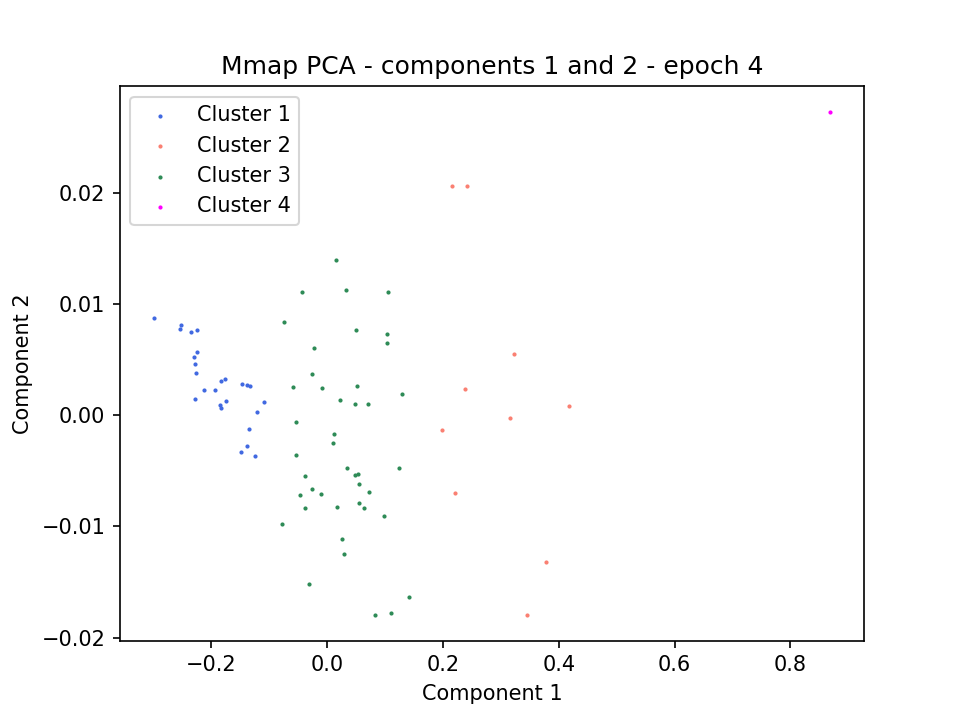 Mmap PCA - components 1 and 2 - epoch 4
Cluster 1
Cluster 2
Cluster 3
Cluster 4
0.02
0.01
0.00
−0.01
−0.02
Component 2
−0.2
0.0
0.2
0.4
0.6
0.8
Component 1